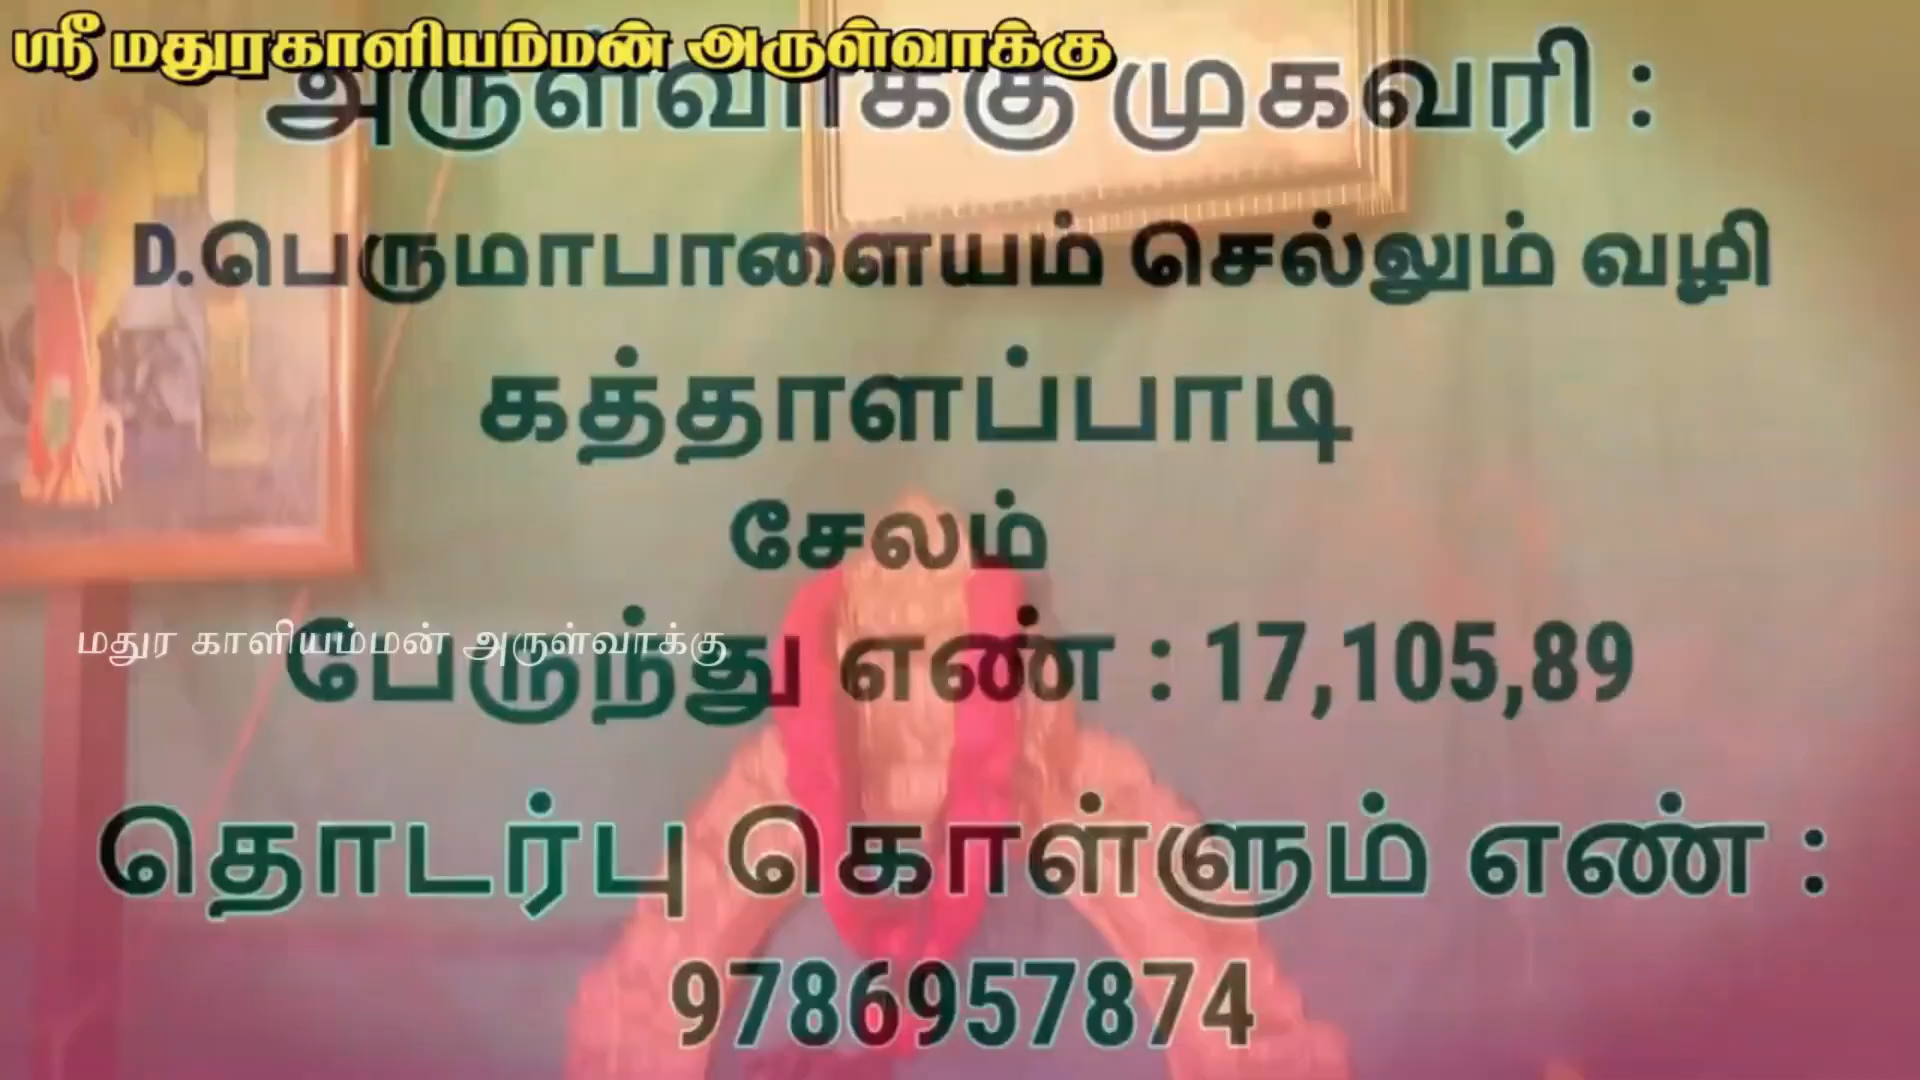 ஸ்ரீ மதுரகாளியம்மன் அருள்வாக்கு
அருள்வாக்கு முகவரி :
D.பெருமாபாளையம் செல்லும் வழி
கத்தாளப்பாடி
சேலம்
மதுர காளியம்மன் அருள்வாக்கு
பேருந்து எண் : 17,105,89
தொடர்பு கொள்ளும் எண் :
9786957874